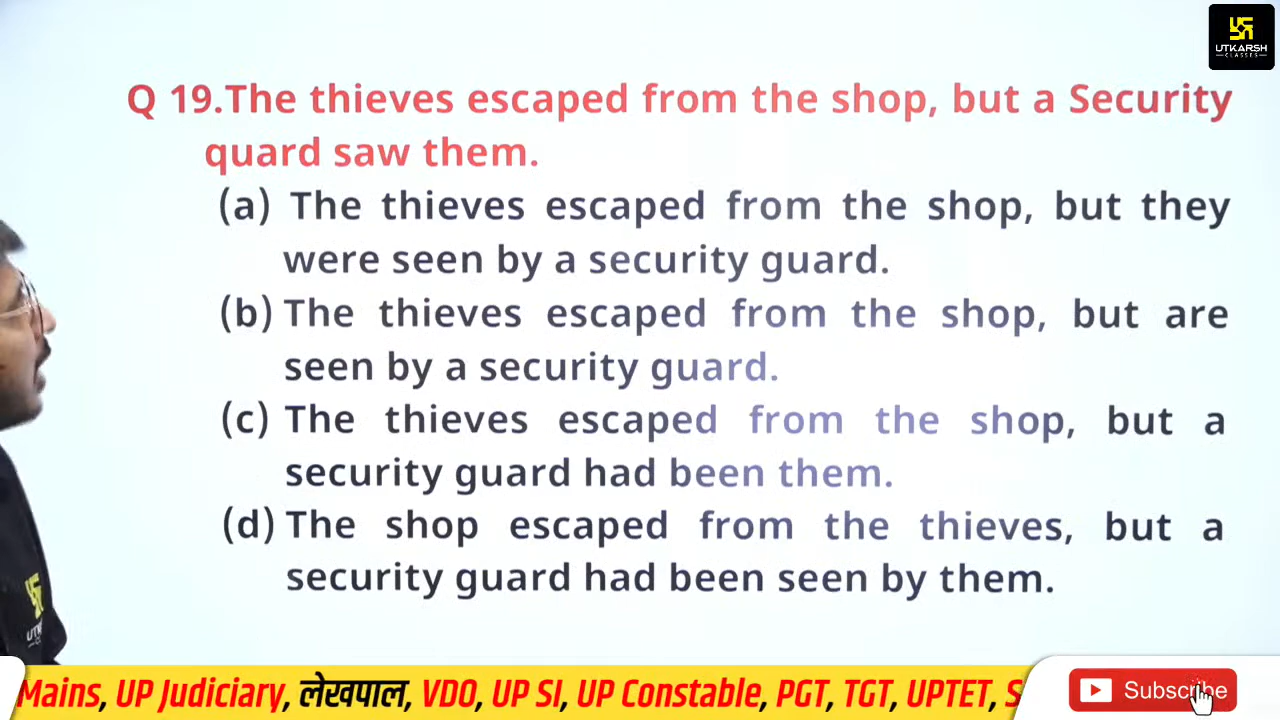 UTKARSH
CLASSES
Q 19.The thieves escaped from the shop, but a Security
quard saw them.
(a) The thieves escaped from the shop, but they
were seen by a security guard.
(b) The thieves escaped from the shop, but are
seen by a security guard.
(c) The thieves escaped from the shop, but a
security guard had been them.
(d) The shop escaped from the thieves, but a
security guard had been seen by them.
Mains, UP Judiciary, लेखपाल, VDO, UP SI, UP Constable, PGT, TGT, UPTET, S
Subscribe